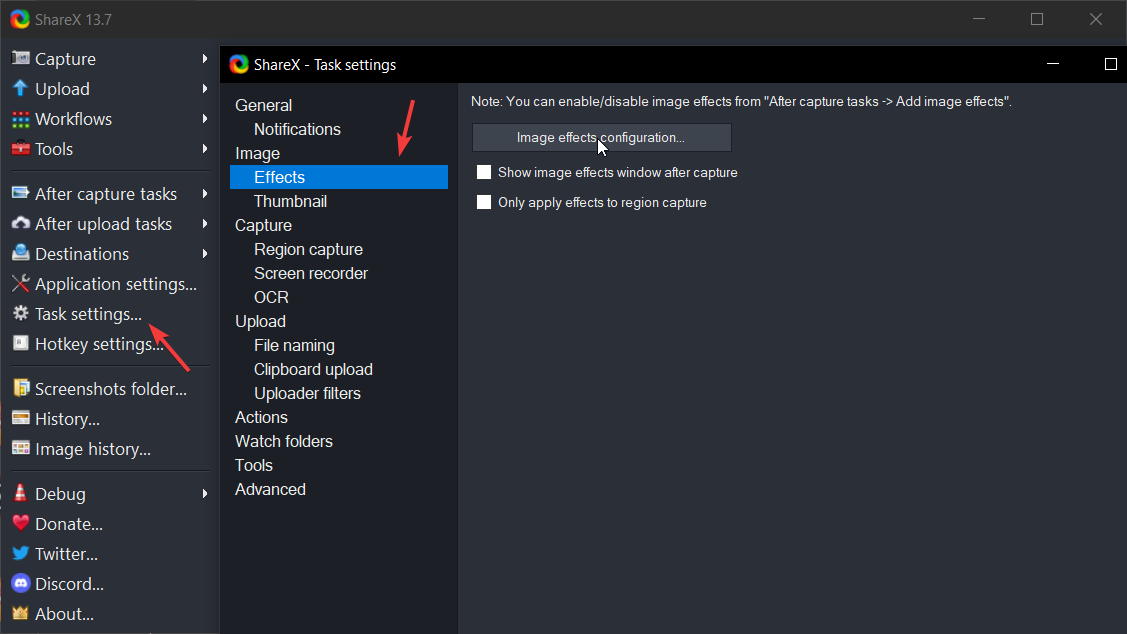 ShareX 13.7
Capture
Upload
Workflows
Tools
After capture tasks
After upload tasks
Destinations
Application settings...
Task settings...
Hotkey settings...
Screenshots folder...
History...
Image history...
Debug
Donate...
Twitter...
Discord...
About...
ShareX - Task settings
General
Notifications
Image
Effects
Thumbnail
Capture
Region capture
Screen recorder
OCR
Upload
File naming
Clipboard upload
Uploader filters
Actions
Watch folders
Tools
Advanced
Note: You can enable/disable image effects from "After capture tasks -> Add image effects".
Image effects configuration...
Show image effects window after capture
Only apply effects to region capture